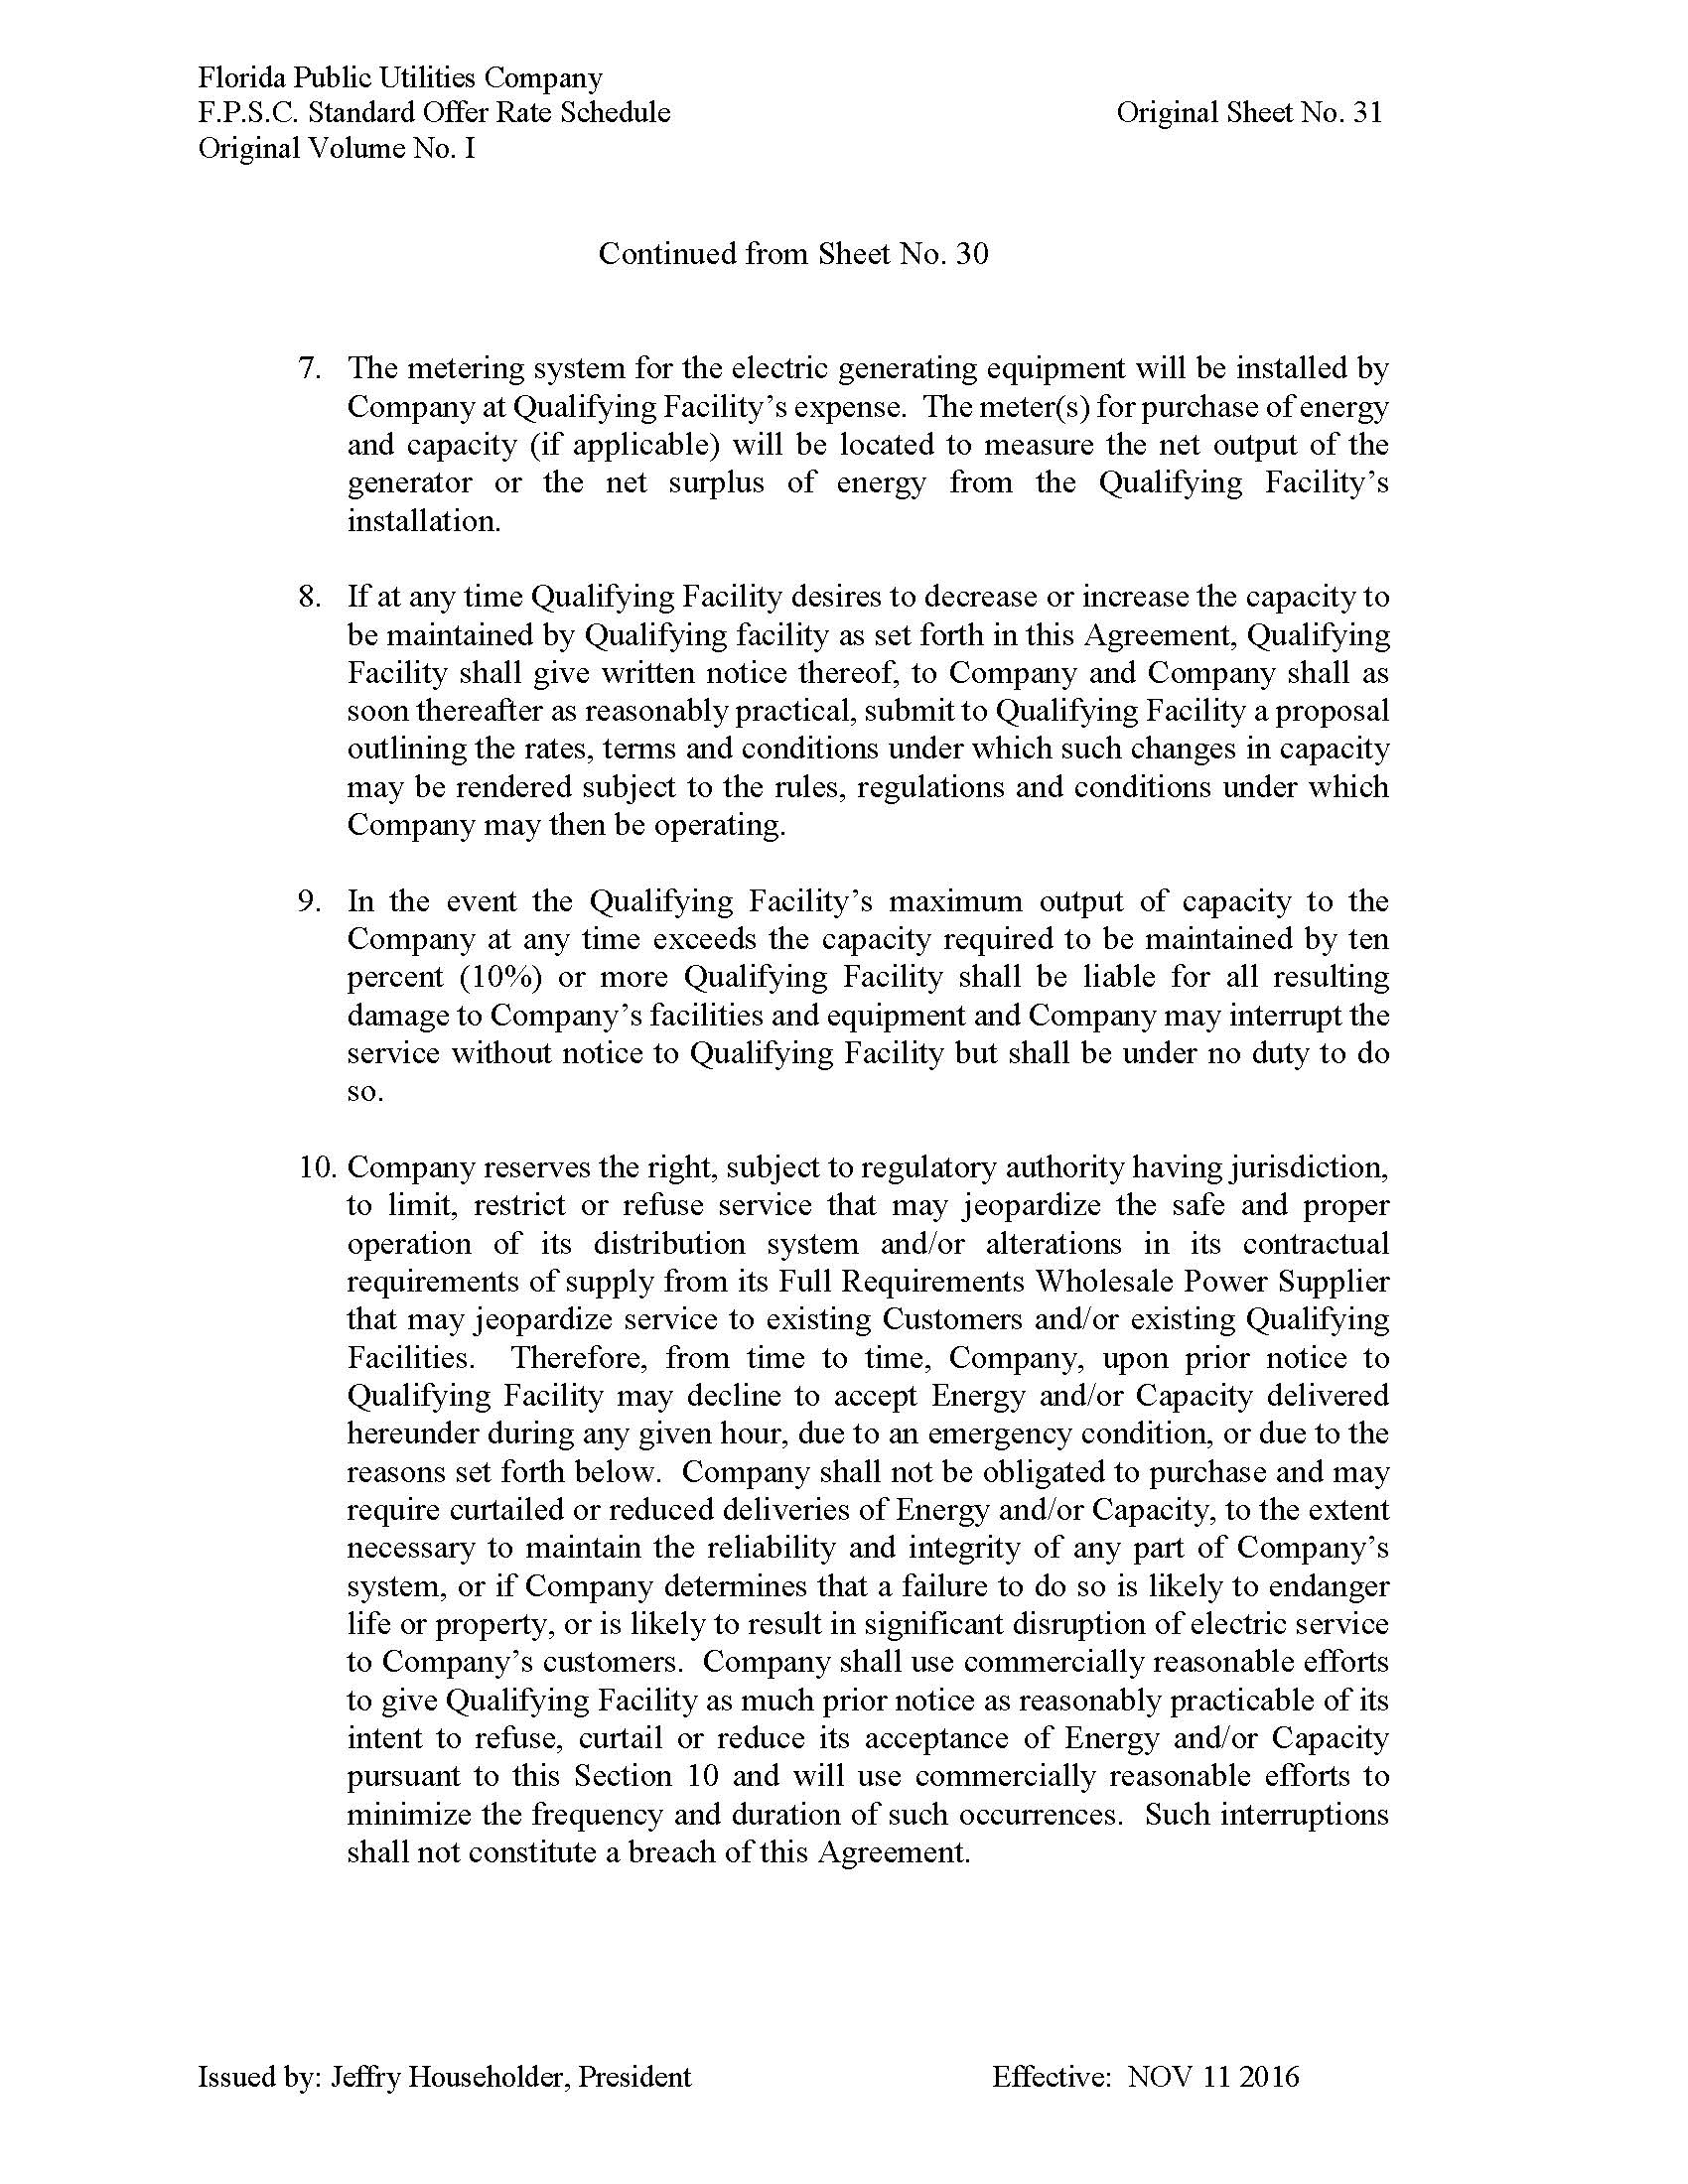 Florida Public Utilities Company
F.P.S.C. Standard Offer Rate Schedule Original Sheet No. 31
Original Volume No. I
Continued from Sheet No. 30
7. The metering system for the electric generating equipment will be installed by
Company at Qualifying Facility’s expense. The meter(s) for purchase of energy
and capacity (if applicable) will be located to measure the net output of the
generator or the net surplus of energy from the Qualifying Facility’s
installation.
8. If at any time Qualifying Facility desires to decrease or increase the capacity to
be maintained by Qualifying facility as set forth in this Agreement, Qualifying
Facility shall give written notice thereof, to Company and Company shall as
soon thereafter as reasonably practical, submit to Qualifying Facility a proposal
outlining the rates, terms and conditions under which such changes in capacity
may be rendered subject to the rules, regulations and conditions under which
Company may then be operating.
9. In the event the Qualifying Facility’s maximum output of capacity to the
Company at any time exceeds the capacity required to be maintained by ten
percent (10%) or more Qualifying Facility shall be liable for all resulting
damage to Company’s facilities and equipment and Company may interrupt the
service without notice to Qualifying Facility but shall be under no duty to do
so.
10. Company reserves the right, subject to regulatory authority having jurisdiction,
to limit, restrict or refuse service that may jeopardize the safe and proper
operation of its distribution system and/or alterations in its contractual
requirements of supply from its Full Requirements Wholesale Power Supplier
that may jeopardize service to existing Customers and/or existing Qualifying
Facilities. Therefore, from time to time, Company, upon prior notice to
Qualifying Facility may decline to accept Energy and/or Capacity delivered
hereunder during any given hour, due to an emergency condition, or due to the
reasons set forth below. Company shall not be obligated to purchase and may
require curtailed or reduced deliveries of Energy and/or Capacity, to the extent
necessary to maintain the reliability and integrity of any part of Company’s
system, or if Company determines that a failure to do so is likely to endanger
life or property, or is likely to result in significant disruption of electric service
to Company’s customers. Company shall use commercially reasonable efforts
to give Qualifying Facility as much prior notice as reasonably practicable of its
intent to refuse, curtail or reduce its acceptance of Energy and/or Capacity
pursuant to this Section 10 and will use commercially reasonable efforts to
minimize the frequency and duration of such occurrences. Such interruptions
shall not constitute a breach of this Agreement.
Issued by: Jeffry Householder, President Effective: NOV 11 2016